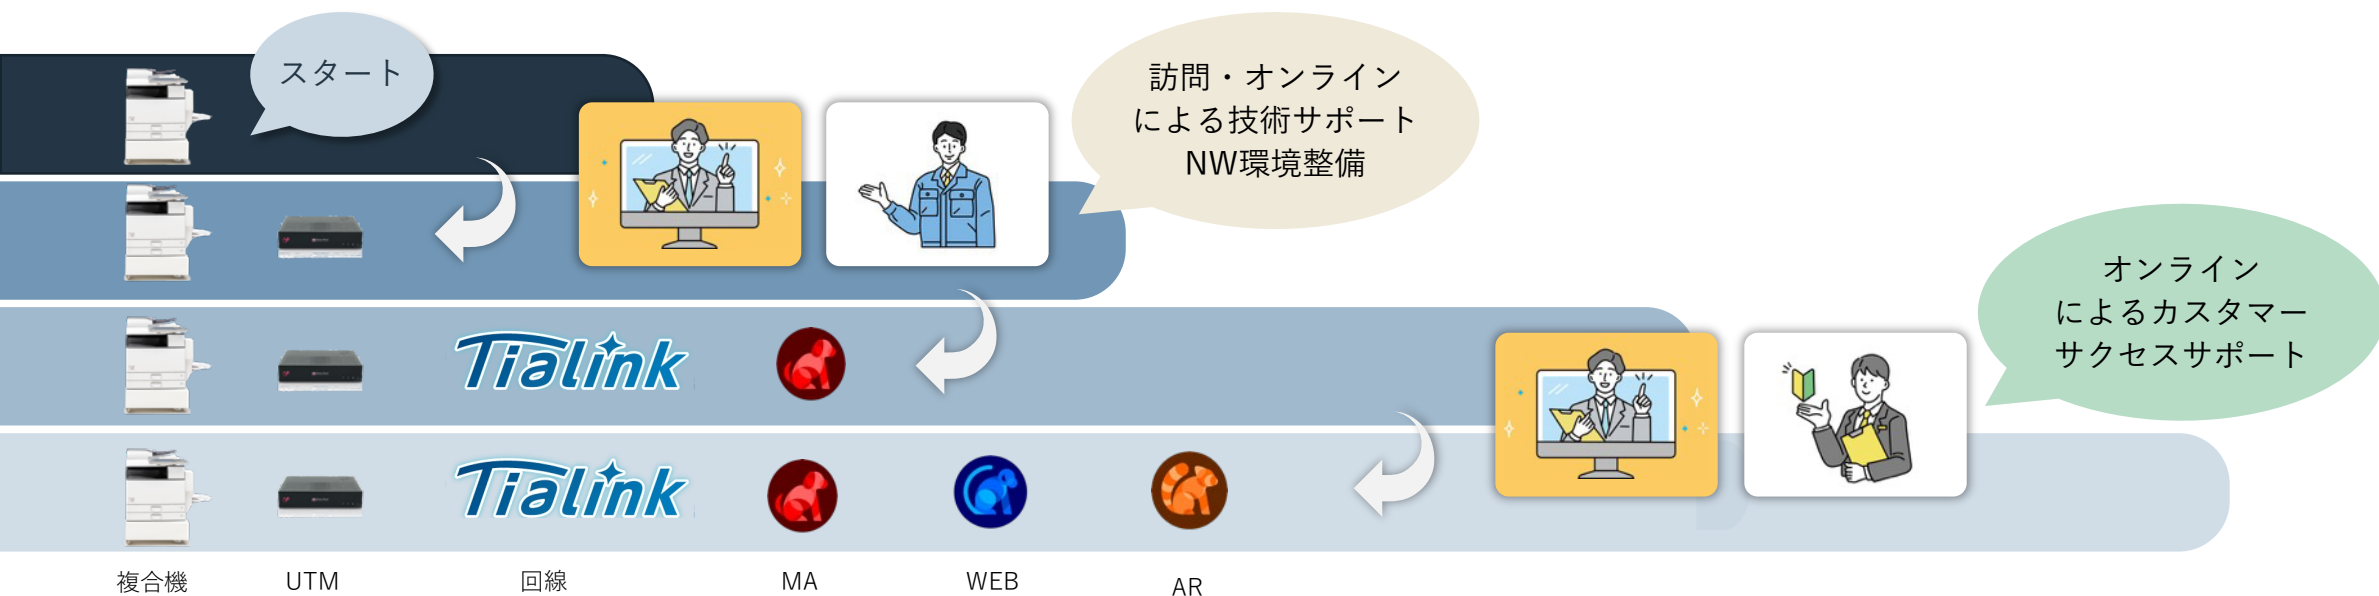 スタート
訪問・オンライン
による技術サポート
NW環境整備
オンライン
によるカスタマー
サクセスサポート
Tialink
Tialink
複合機
UTM
回線
MA
WEB
AR